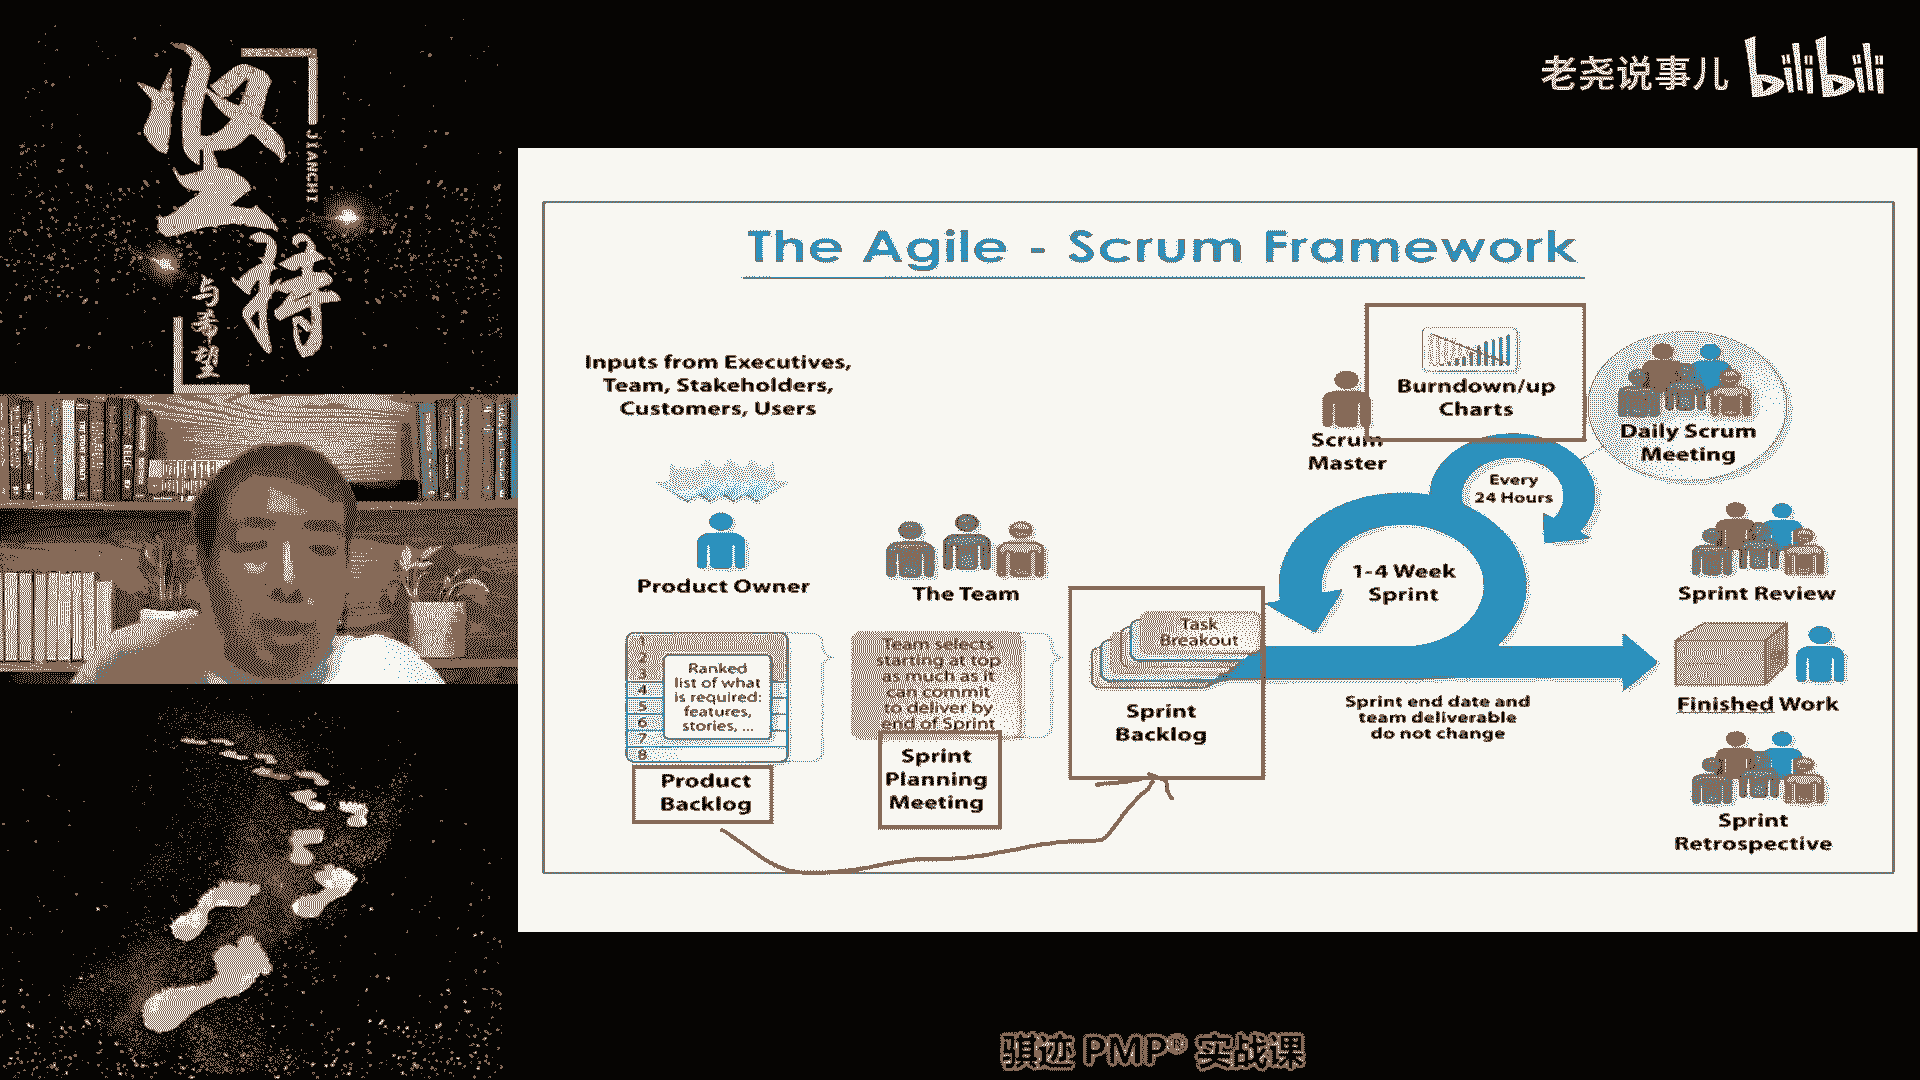 坚持
JIANCHI
与希望
老尧说事儿 bilibili
The Agile - Scrum Framework
Inputs from Executives,
Team, Stakeholders,
Customers, Users
Product Owner
The Team
1
2
3
4
5
6
7
8
Ranked
list of what
is required:
features,
stories, ...
Product
Backlog
Team selects
starting at top
as much as it
can commit
to deliver by
end of Sprint
Sprint
Planning
Meeting
Task
Breakout
Sprint
Backlog
Scrum
Master
Burndown/up
Charts
Every
24 Hours
Daily Scrum
Meeting
1-4 Week
Sprint
Sprint end date and
team deliverable
do not change
Sprint Review
Finished Work
Sprint
Retrospective
骐迹 PMP® 实战课